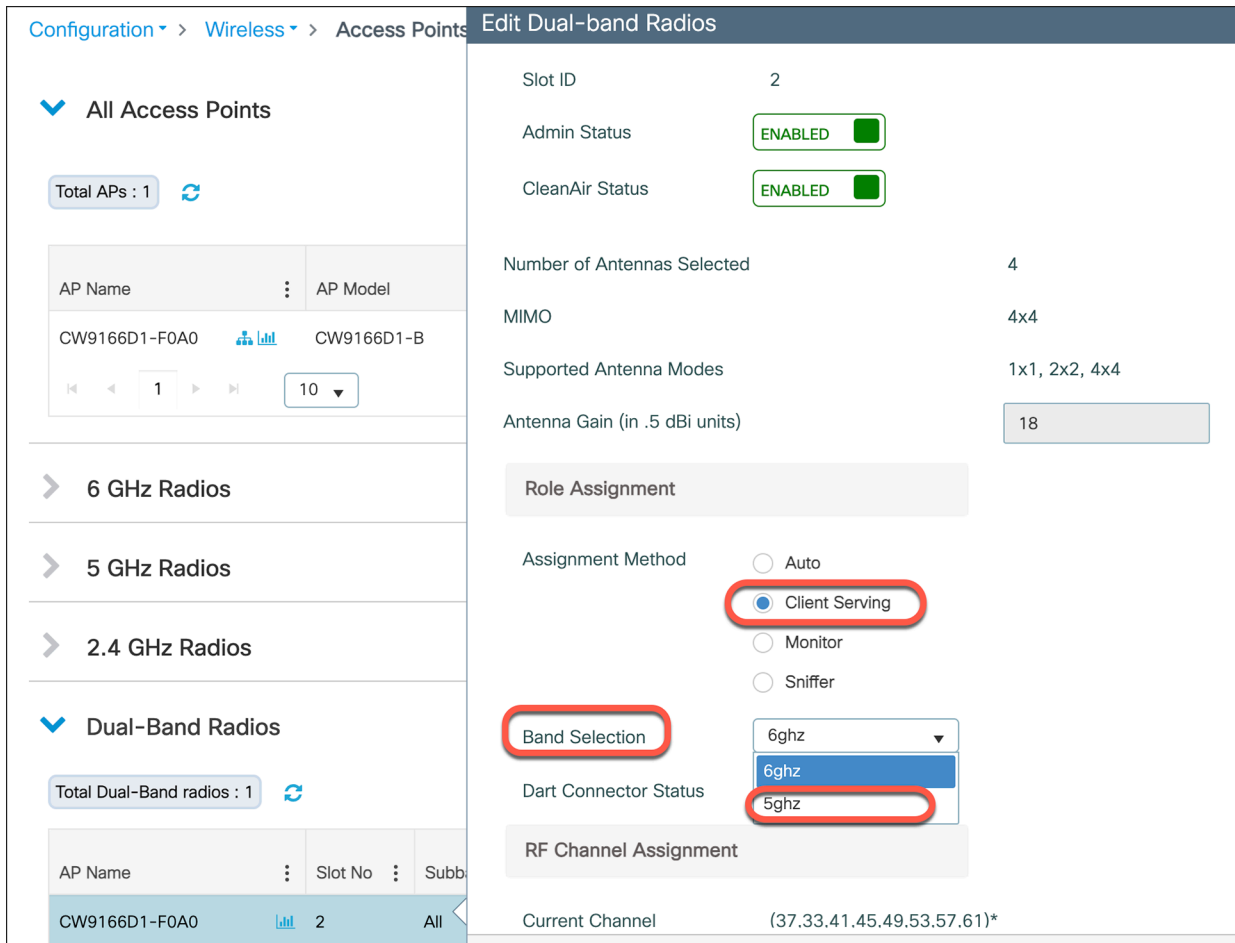 Configuration > Wireless > Access Points
All Access Points
Total APs : 1
AP Name AP Model
CW9166D1-F0A0 CW9166D1-B
1 10
6 GHz Radios
5 GHz Radios
2.4 GHz Radios
Dual-Band Radios
Total Dual-Band radios : 1
AP Name Slot No
CW9166D1-F0A0 2 All
Edit Dual-band Radios
Slot ID 2
Admin Status ENABLED
CleanAir Status ENABLED
Number of Antennas Selected 4
MIMO 4x4
Supported Antenna Modes 1x1, 2x2, 4x4
Antenna Gain (in .5 dBi units) 18
Role Assignment
Assignment Method Auto
Client Serving
Monitor
Sniffer
Band Selection 6ghz
6ghz
Dart Connector Status 5ghz
RF Channel Assignment
Current Channel (37,33,41,45,49,53,57,61)*